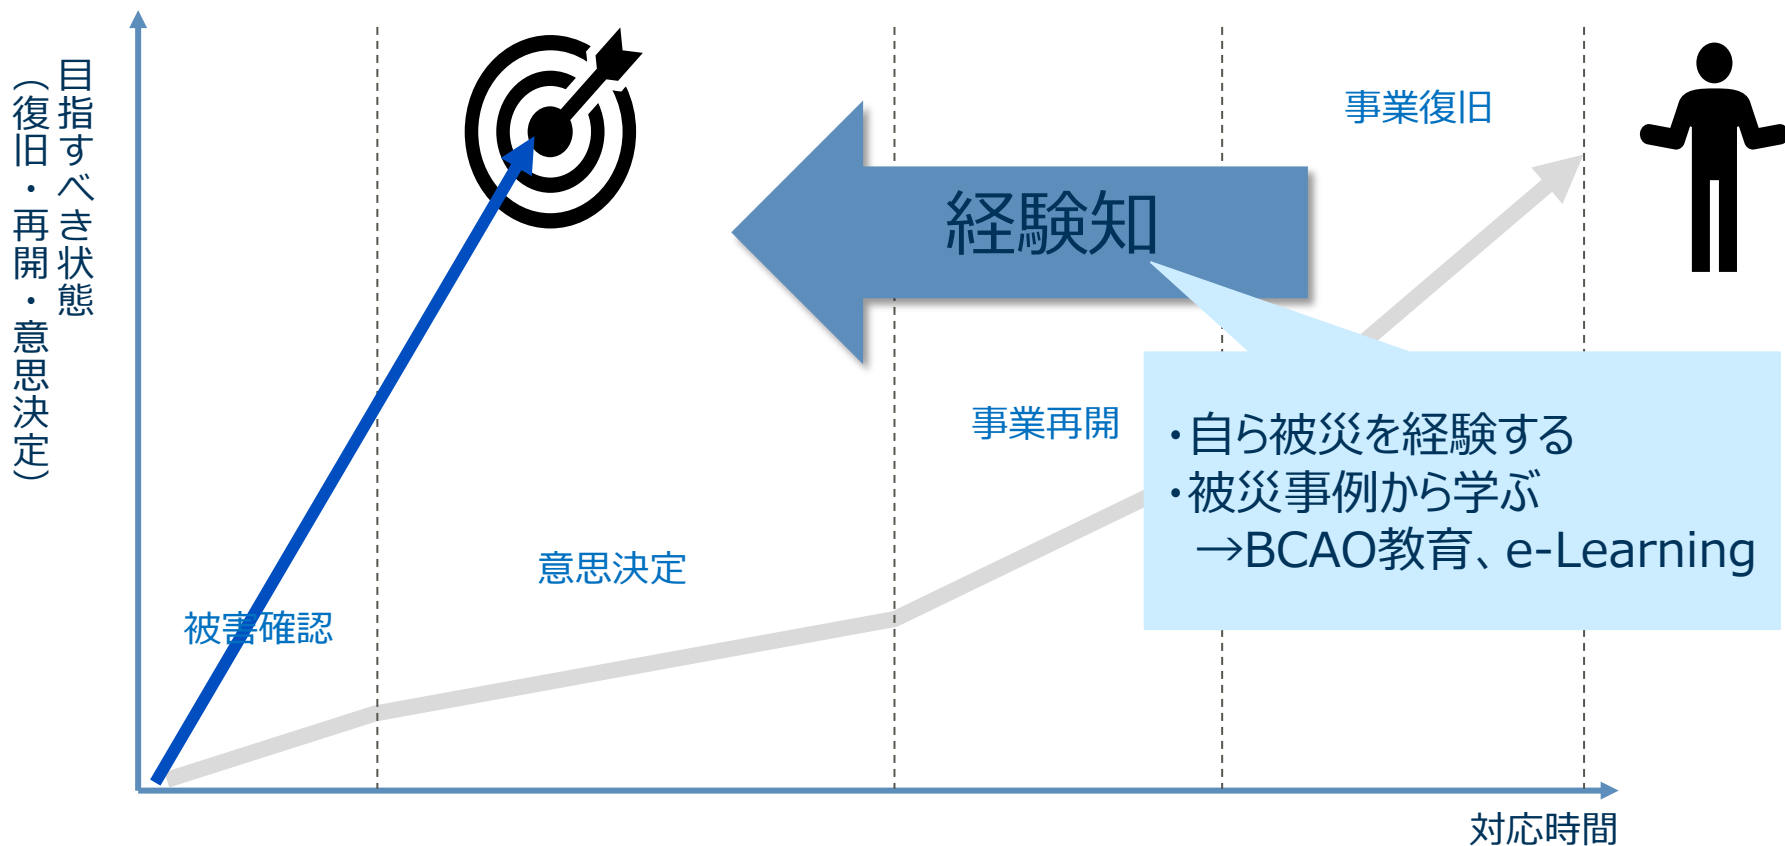 目指すべき状態
（復旧・再開・意思決定）
事業復旧
経験知
事業再開
・自ら被災を経験する
・被災事例から学ぶ
→BCAO教育、e-Learning
意思決定
被害確認
対応時間